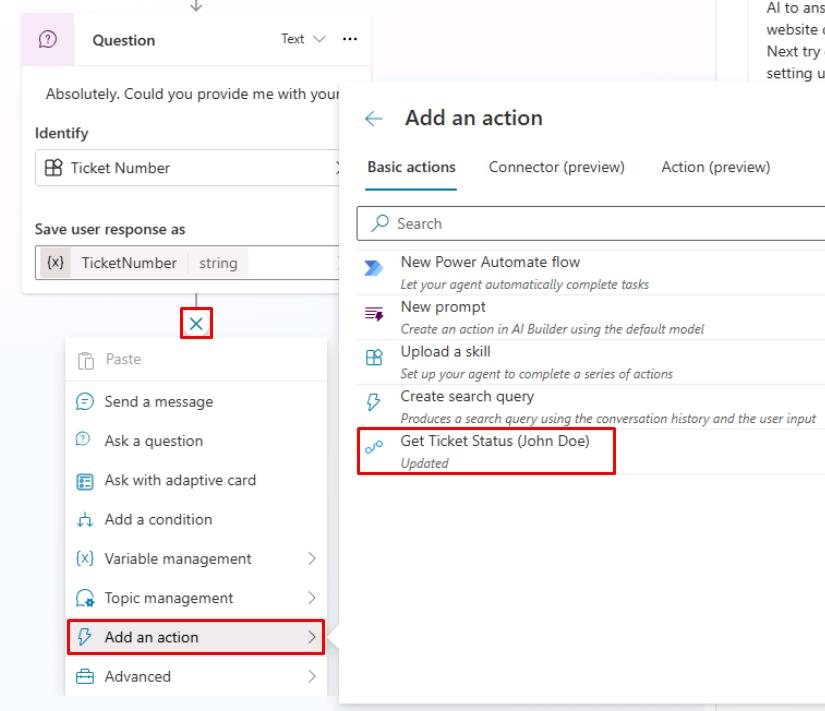 Question
Text
Absolutely. Could you provide me with your
Identify
Ticket Number
Save user response as
{x} TicketNumber string
Paste
Send a message
Ask a question
Ask with adaptive card
Add a condition
{x} Variable management
Topic management
Add an action
Advanced
Add an action
Basic actions Connector (preview) Action (preview)
Search
New Power Automate flow
Let your agent automatically complete tasks
New prompt
Create an action in AI Builder using the default model
Upload a skill
Set up your agent to complete a series of actions
Create search query
Produces a search query using the conversation history and the user input
Get Ticket Status (John Doe)
Updated
AI to ans
website o
Next try
setting u